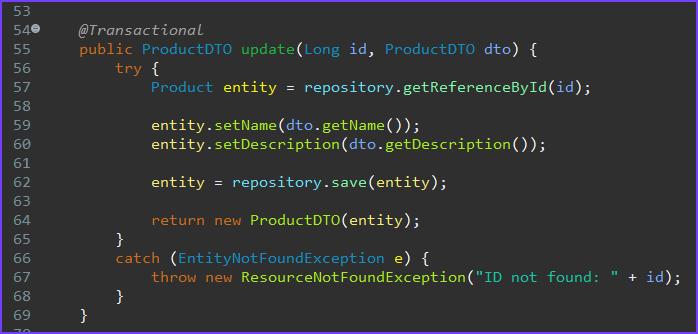 53
54 @Transactional
55 public ProductDTO update(Long id, ProductDTO dto) {
56 try {
57 Product entity = repository.getReferenceById(id);
58
59 entity.setName(dto.getName());
60 entity.setDescription(dto.getDescription());
61
62 entity = repository.save(entity);
63
64 return new ProductDTO(entity);
65 }
66 catch (EntityNotFoundException e) {
67 throw new ResourceNotFoundException("ID not found: " + id);
68 }
69 }